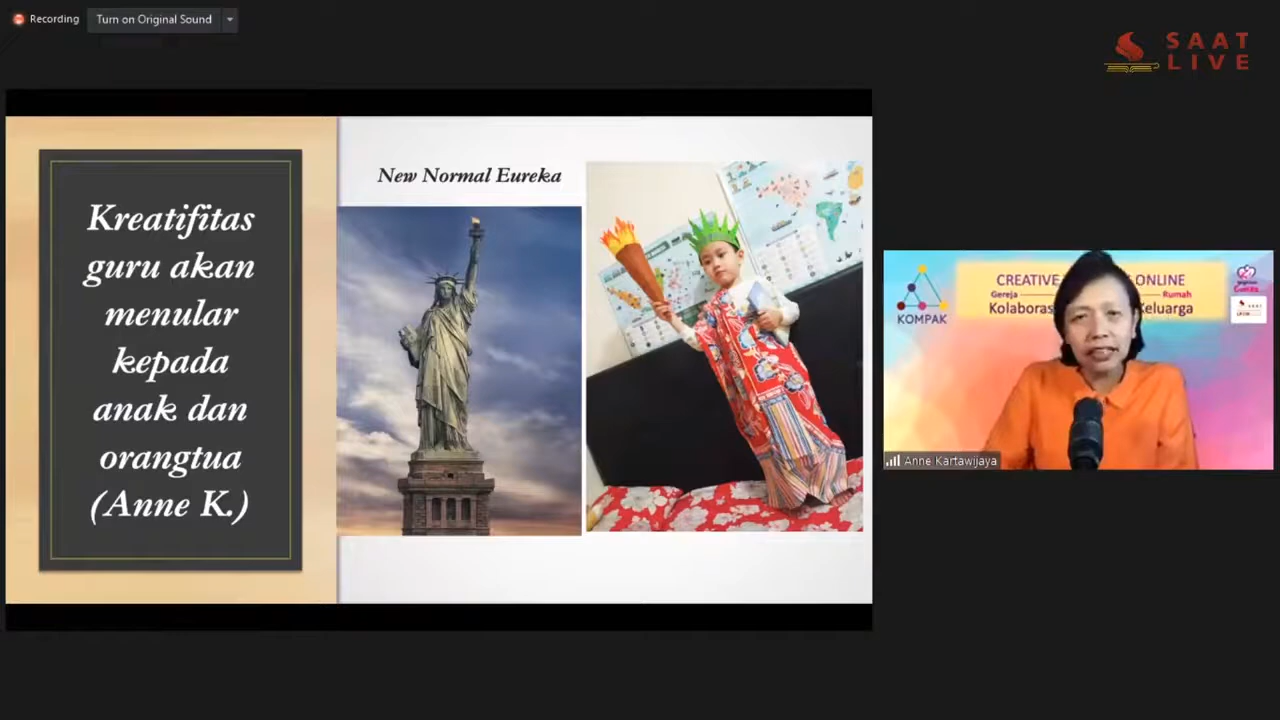 Recording
Turn on Original Sound
SAAT
LIVE
Kreatifitas
guru akan
menular
kepada
anak dan
orangtua
(Anne K.)
New Normal Eureka
KOMPAK
CREATIVE
ONLINE
Gereja
Rumah
Kolaboras
Keluarga
Anne Kartawijaya